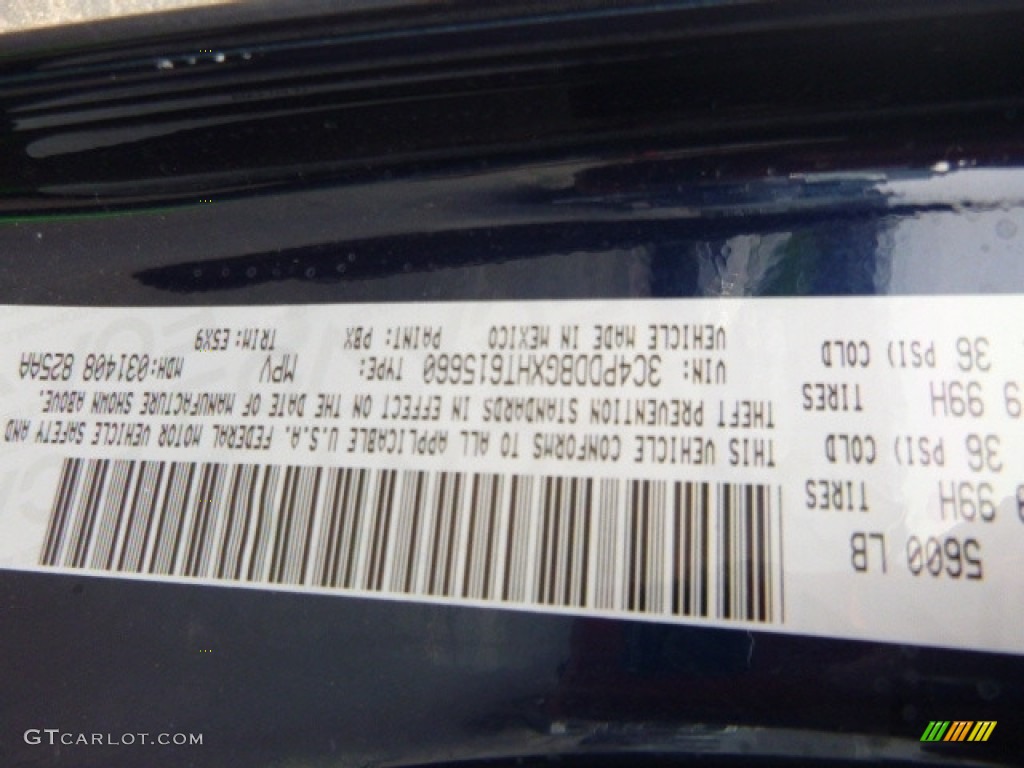 5600 LB
99H TIRES
36 PSI) COLD
99H TIRES
36 PSI) COLD
THIS VEHICLE CONFORMS TO ALL APPLICABLE U.S.A. FEDERAL MOTOR VEHICLE SAFETY AND
THEFT PREVENTION STANDARDS IN EFFECT ON THE DATE OF MANUFACTURE SHOWN ABOVE.
VIN: 3C4PDDBGXHT615660 TYPE: MPV MDH:031408 825AA
VEHICLE MADE IN MEXICO PAINT: PBX TRIM: E5X9
GTCARLOT.COM